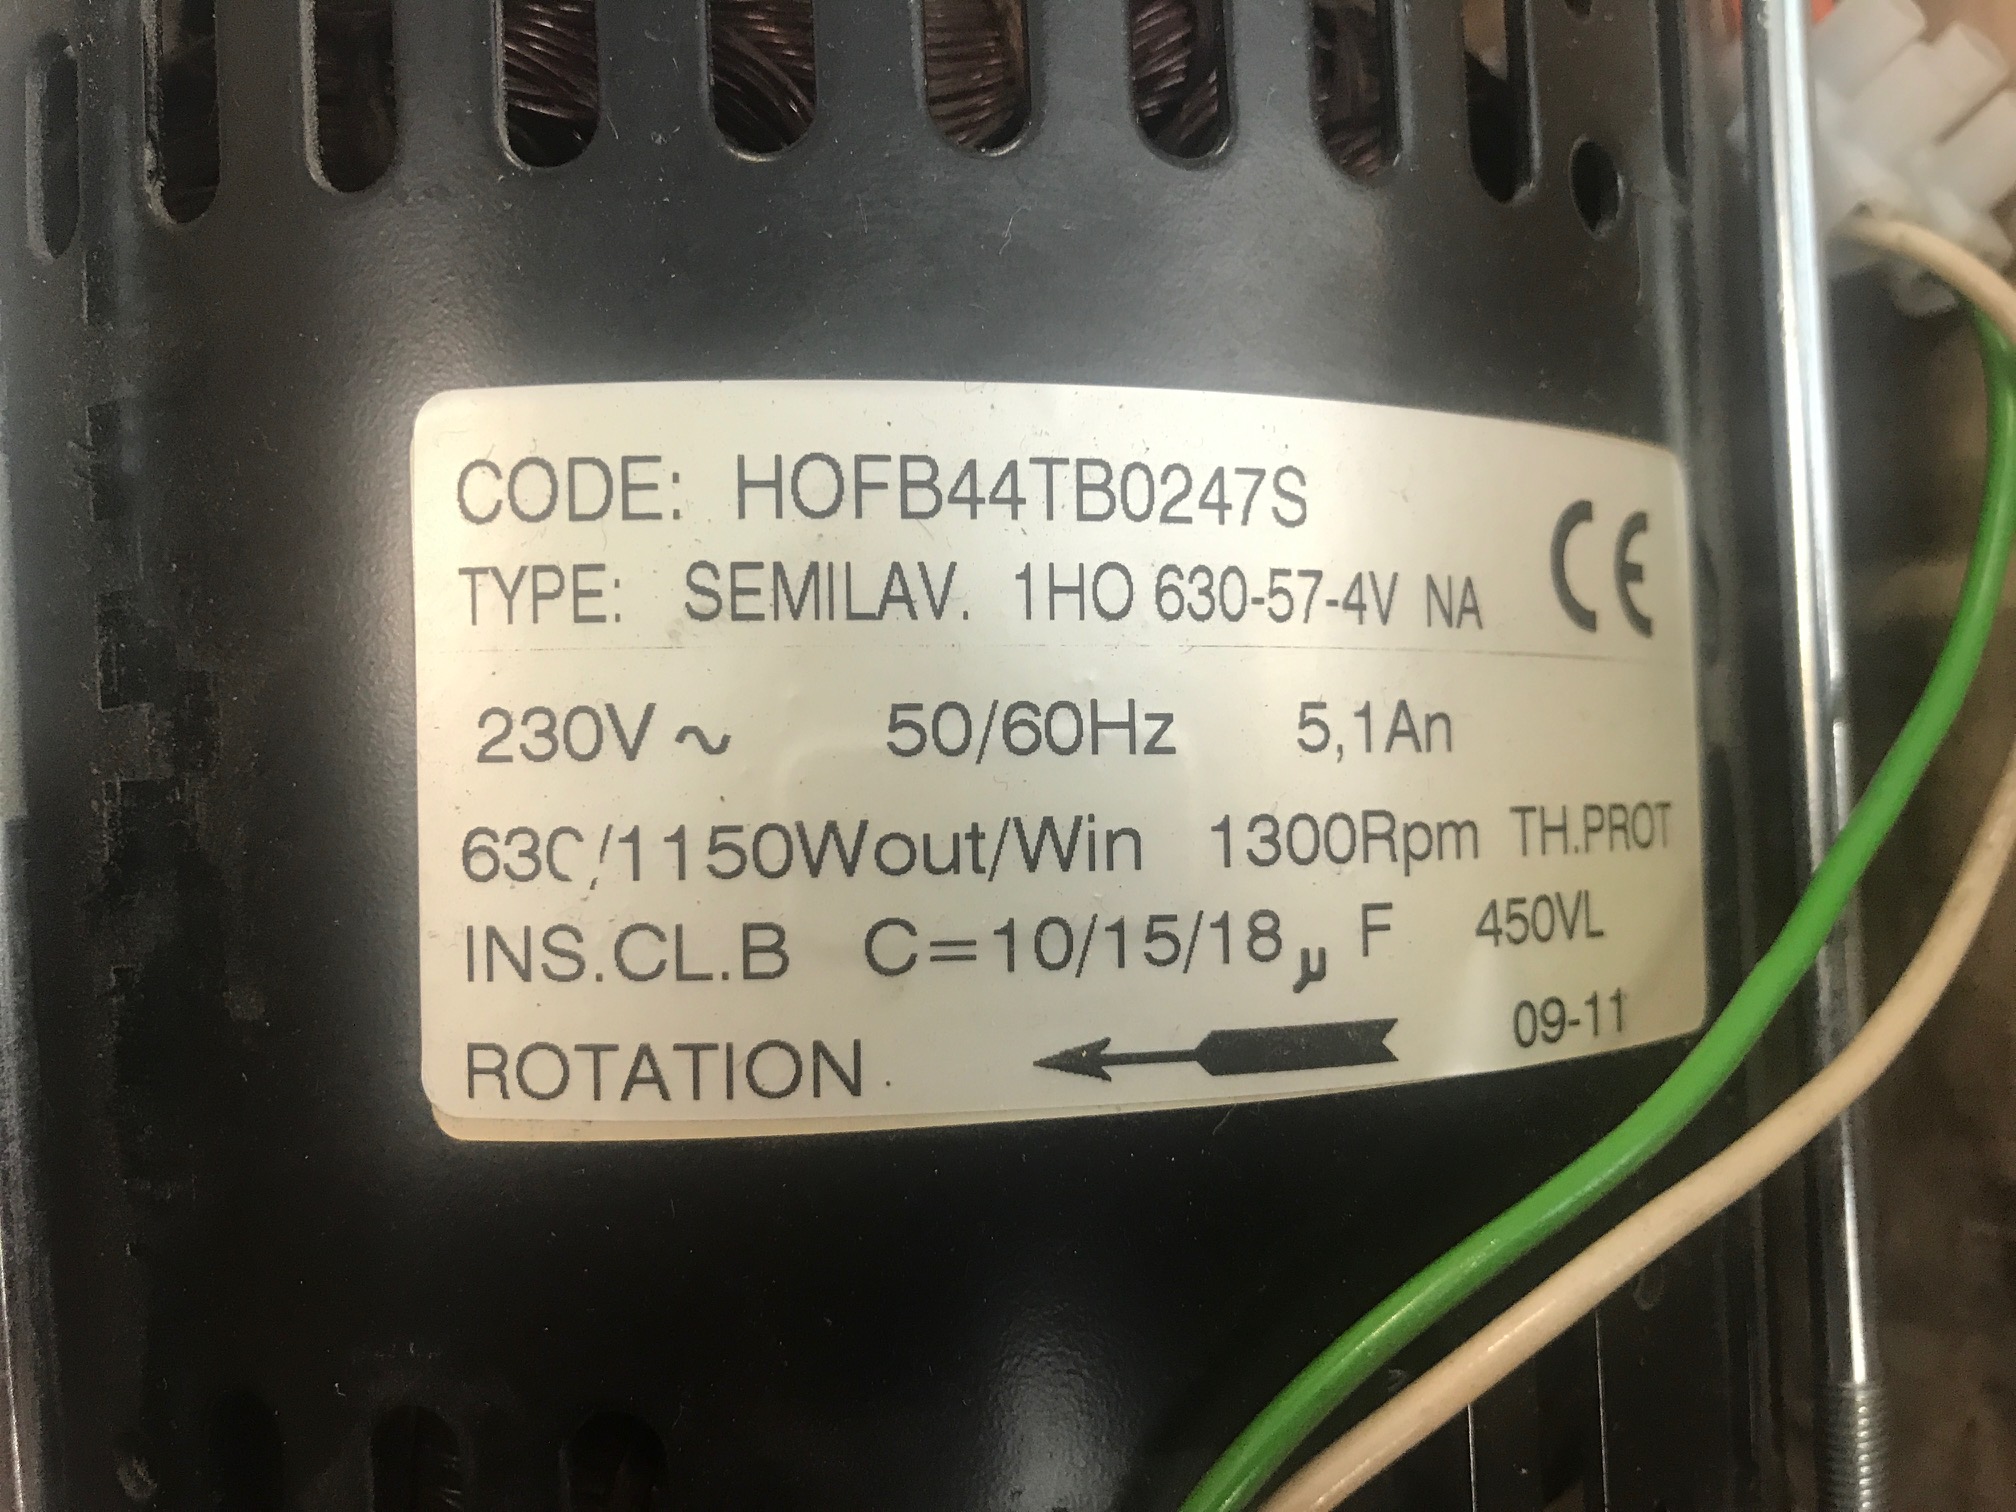 CODE: HOFB44TB0247S
TYPE: SEMILAV. 1HO 630-57-4V NA CE
230V~ 50/60Hz 5,1An
630/1150Wout/Win 1300Rpm TH.PROT
INS.CL.B C=10/15/18µF 450VL
ROTATION 09-11